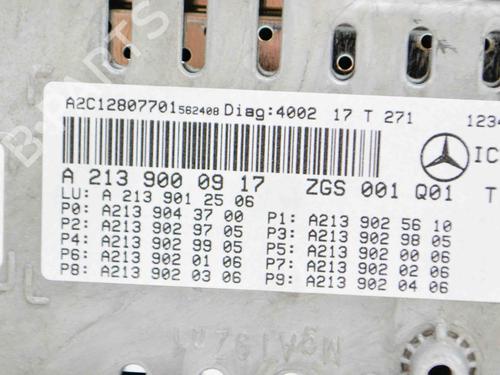 A2C12807701562408 Diag:4002 17 T 271
1234
IC
A 213 900 09 17 ZGS 001 Q01 T
LU: A 213 901 25 06
P0: A213 904 37 00 P1: A213 902 56 10
P2: A213 902 97 05 P3: A213 902 98 05
P4: A213 902 99 05 P5: A213 902 00 06
P6: A213 902 01 06 P7: A213 902 02 06
P8: A213 902 03 06 P9: A213 902 04 06